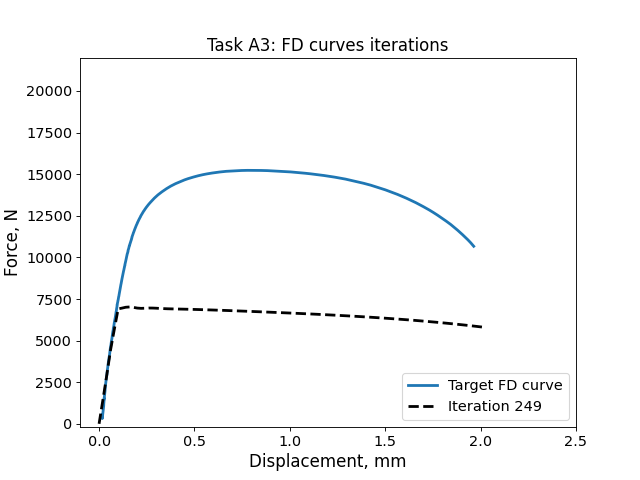 Task A3: FD curves iterations
Force, N
20000
17500
15000
12500
10000
7500
5000
2500
0
0.0 0.5 1.0 1.5 2.0 2.5
Displacement, mm
Target FD curve
Iteration 249